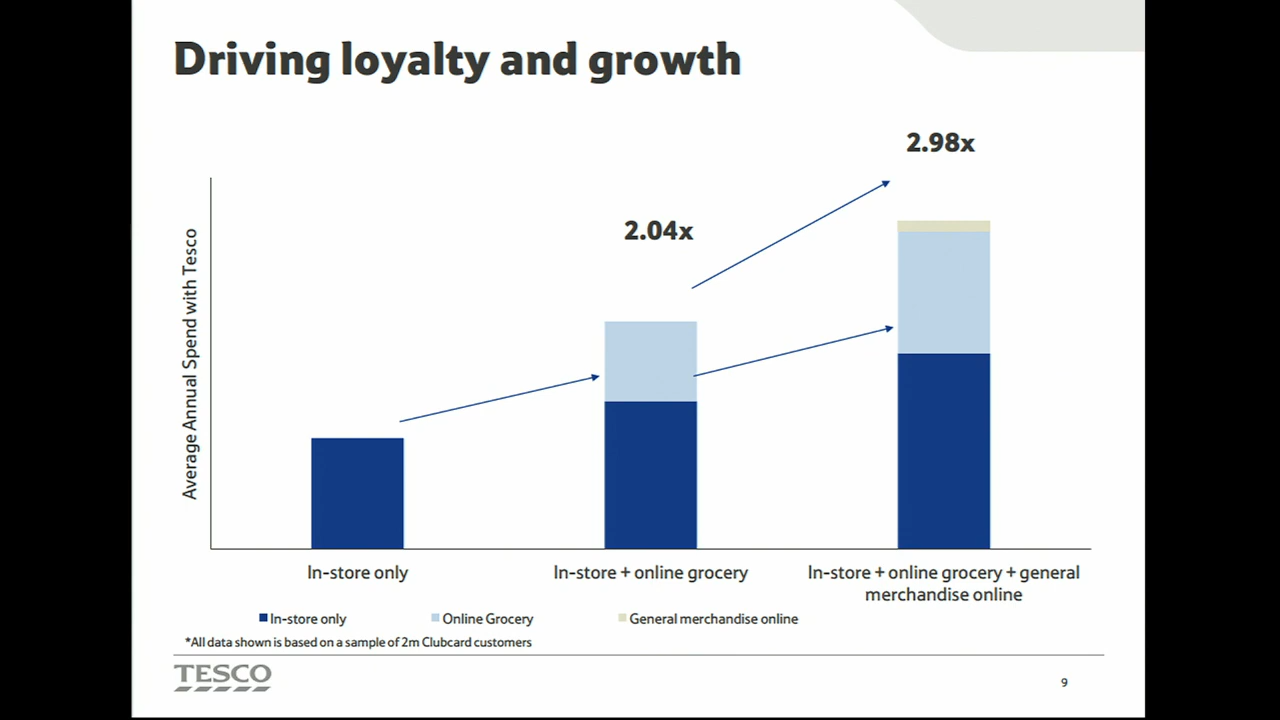 Driving loyalty and growth
2.98x
2.04x
Average Annual Spend with Tesco
In-store only
In-store + online grocery
In-store + online grocery + general
merchandise online
In-store only
Online Grocery
General merchandise online
*All data shown is based on a sample of 2m Clubcard customers
TESCO
9